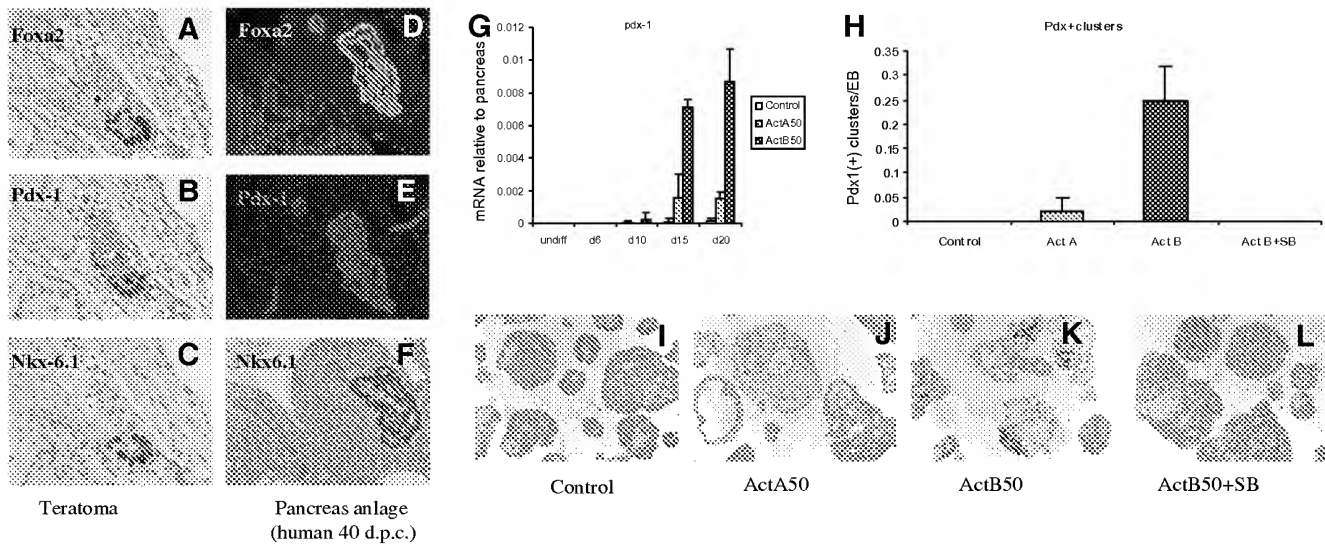 A
Foxa2
D
Foxa2
B
Pdx-1
E
Pdx-1
C
Nkx-6.1
F
Nkx6.1
Teratoma
Pancreas anlage
(human 40 d.p.c.)
G
pdx-1
mRNA relative to pancreas
0.012
0.01
0.008
0.006
0.004
0.002
0
Control
ActA50
ActB50
undiff d6 d10 d15 d20
H
Pdx+clusters
Pdx1(+) clusters/EB
0.35
0.3
0.25
0.2
0.15
0.1
0.05
0
Control Act A Act B Act B+SB
I
J
K
L
Control
ActA50
ActB50
ActB50+SB